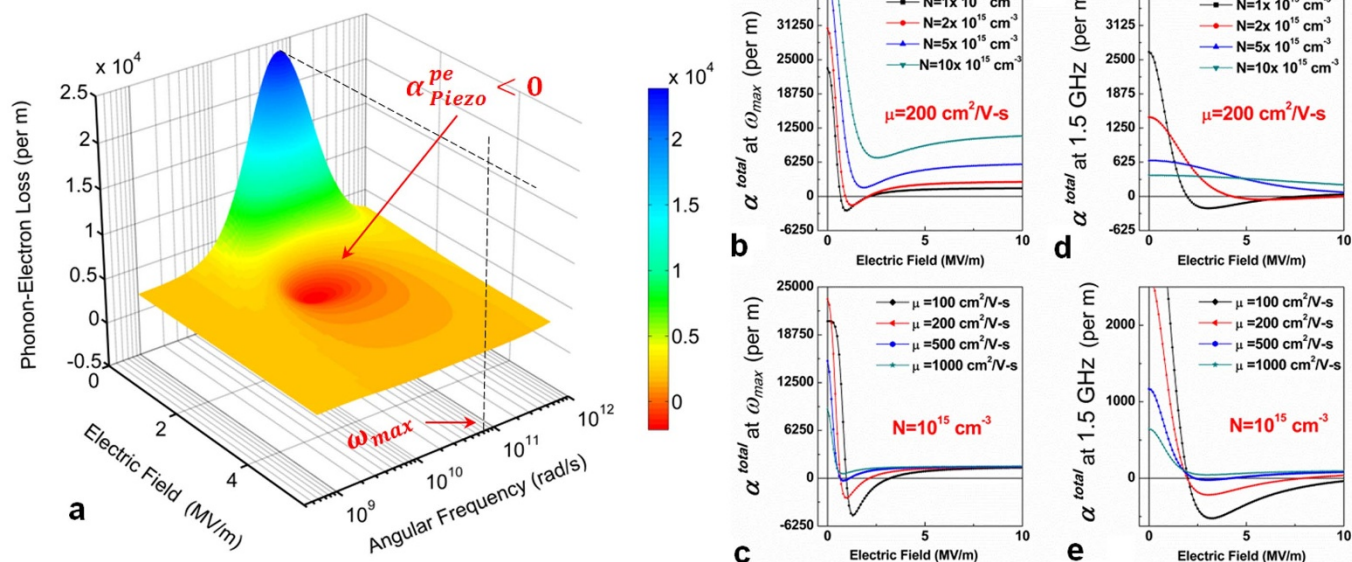 a
x 10⁴
2.5
2
1.5
1
0.5
0
-0.5
Phonon-Electron Loss (per m)
0
2
4
Electric Field (MV/m)
10⁹
10¹⁰
10¹¹
10¹²
Angular Frequency (rad/s)
α_Piezo^pe < 0
ω_max
x 10⁴
2
1.5
1
0.5
0
b
α^total at ω_max (per m)
31250
25000
18750
12500
6250
0
-6250
N=2x 10¹⁵ cm⁻³
N=5x 10¹⁵ cm⁻³
N=10x 10¹⁵ cm⁻³
μ=200 cm²/V-s
0 5 10
Electric Field (MV/m)
d
α^total at 1.5 GHz (per m)
3125
2500
1875
1250
625
0
-625
N=2x 10¹⁵ cm⁻³
N=5x 10¹⁵ cm⁻³
N=10x 10¹⁵ cm⁻³
μ=200 cm²/V-s
0 5 10
Electric Field (MV/m)
c
α^total at ω_max (per m)
25000
18750
12500
6250
0
-6250
μ =100 cm²/V-s
μ =200 cm²/V-s
μ =500 cm²/V-s
μ =1000 cm²/V-s
N=10¹⁵ cm⁻³
0 5 10
Electric Field (MV/m)
e
α^total at 1.5 GHz (per m)
2000
1000
0
μ =100 cm²/V-s
μ =200 cm²/V-s
μ =500 cm²/V-s
μ =1000 cm²/V-s
N=10¹⁵ cm⁻³
0 5 10
Electric Field (MV/m)